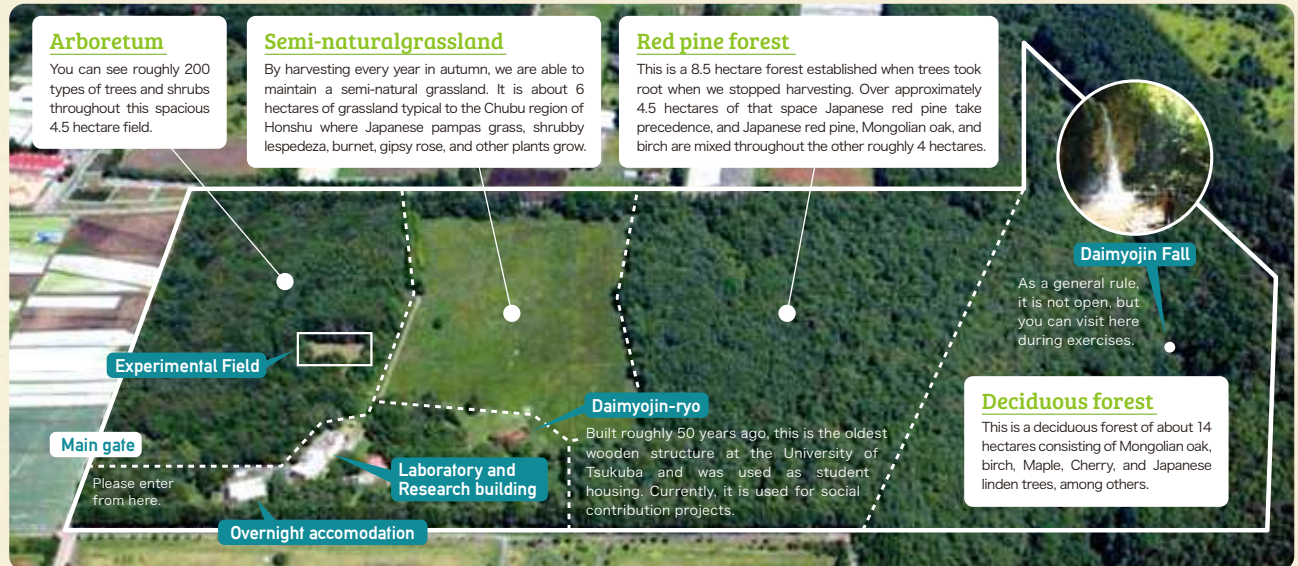 Arboretum
You can see roughly 200
types of trees and shrubs
throughout this spacious
4.5 hectare field.
Semi-naturalgrassland
By harvesting every year in autumn, we are able to
maintain a semi-natural grassland. It is about 6
hectares of grassland typical to the Chubu region of
Honshu where Japanese pampas grass, shrubby
lespedeza, burnet, gipsy rose, and other plants grow.
Red pine forest
This is a 8.5 hectare forest established when trees took
root when we stopped harvesting. Over approximately
4.5 hectares of that space Japanese red pine take
precedence, and Japanese red pine, Mongolian oak, and
birch are mixed throughout the other roughly 4 hectares.
Daimyojin Fall
As a general rule,
it is not open, but
you can visit here
during exercises.
Experimental Field
Main gate
Please enter
from here.
Laboratory and
Research building
Overnight accomodation
Daimyojin-ryo
Built roughly 50 years ago, this is the oldest
wooden structure at the University of
Tsukuba and was used as student
housing. Currently, it is used for social
contribution projects.
Deciduous forest
This is a deciduous forest of about 14
hectares consisting of Mongolian oak,
birch, Maple, Cherry, and Japanese
linden trees, among others.